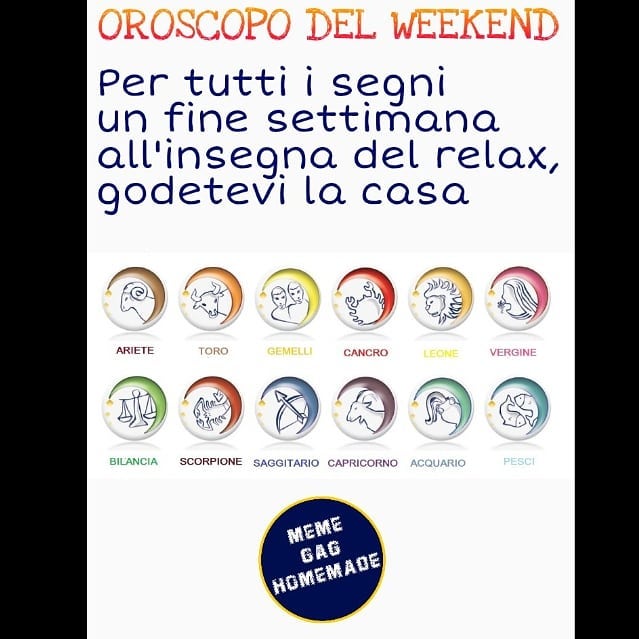 OROSCOPO DEL WEEKEND
Per tutti i segni
un fine settimana
all'insegna del relax,
godetevi la casa
ARIETE TORO GEMELLI CANCRO LEONE VERGINE
BILANCIA SCORPIONE SAGGITARIO CAPRICORNO ACQUARIO PESCI
MEME
GAG
HOMEMADE